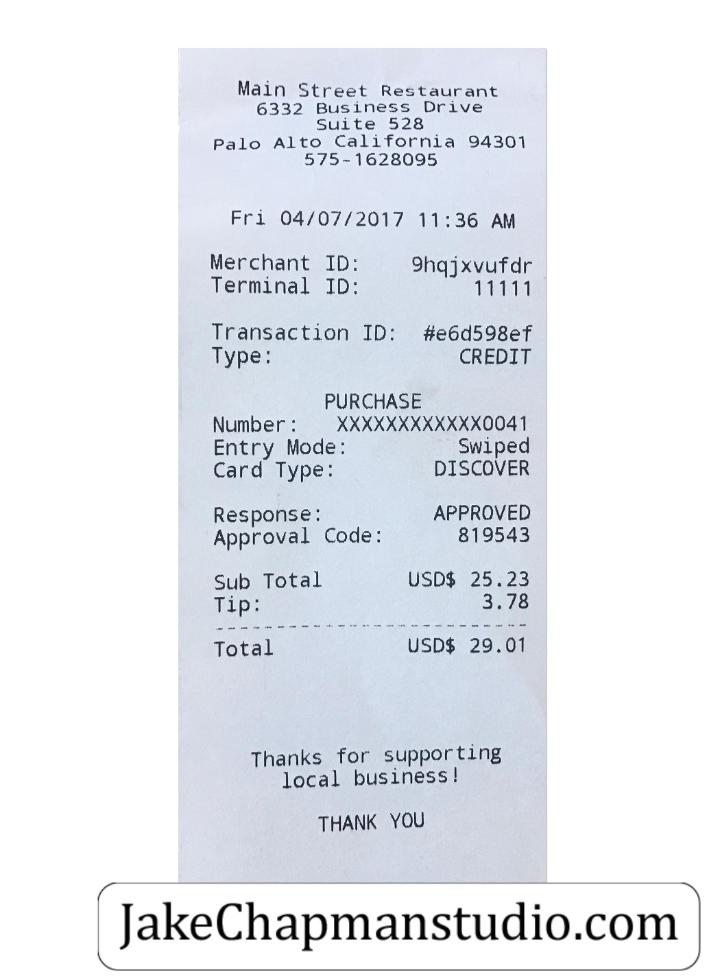 Main Street Restaurant
6332 Business Drive
Suite 528
Palo Alto California 94301
575-1628095
Fri 04/07/2017 11:36 AM
Merchant ID: 9hqjxvufdr
Terminal ID: 11111
Transaction ID: #e6d598ef
Type: CREDIT
PURCHASE
Number: XXXXXXXXXXXX0041
Entry Mode: Swiped
Card Type: DISCOVER
Response: APPROVED
Approval Code: 819543
Sub Total USD$ 25.23
Tip: 3.78
--------------------------
Total USD$ 29.01
Thanks for supporting
local business!
THANK YOU
JakeChapmanstudio.com